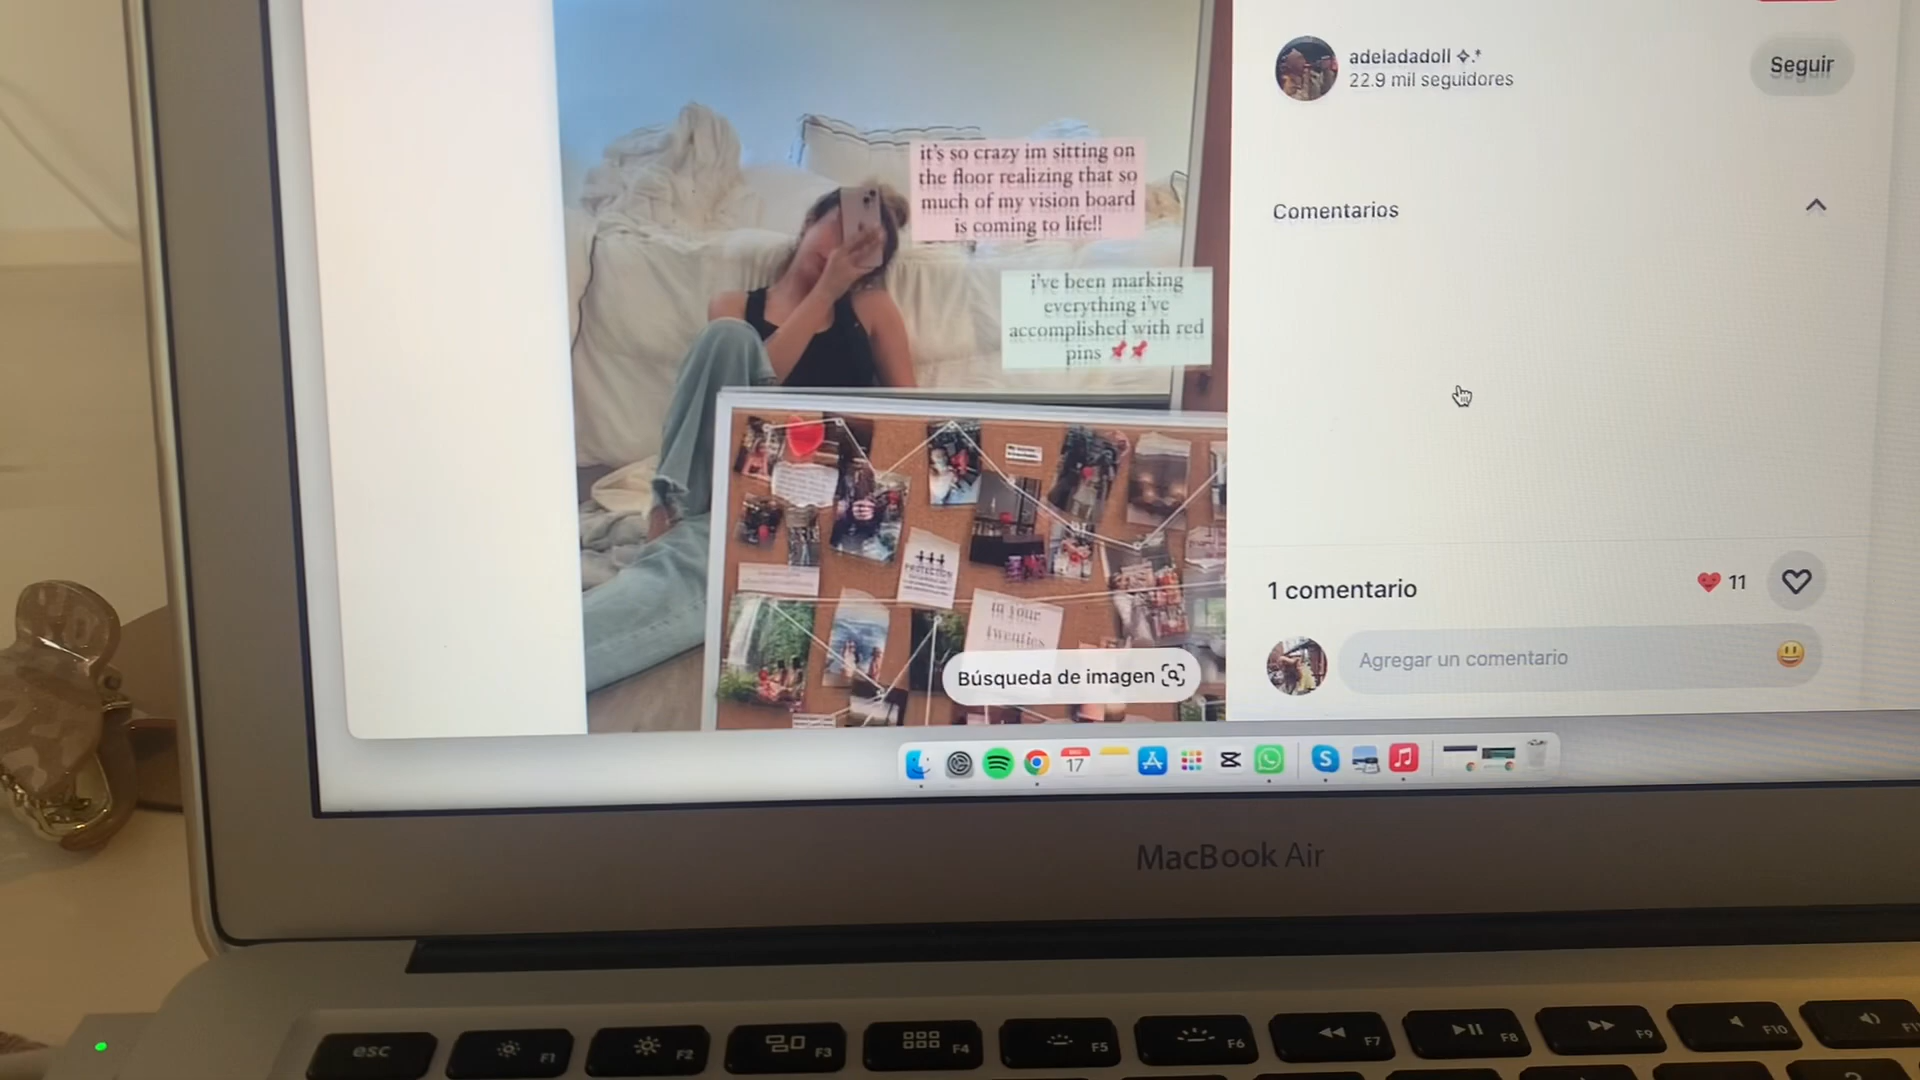 adeladadoll
22.9 mil seguidores
Seguir
it's so crazy im sitting on
the floor realizing that so
much of my vision board
is coming to life!!
i've been marking
everything i've
accomplished with red
pins 📌📌
Comentarios
PROTECTION
in your
twenties
Búsqueda de imagen
1 comentario
11
Agregar un comentario
17
MacBook Air
esc
F1
F2
F3
F4
F5
F6
F7
F8
F9
F10